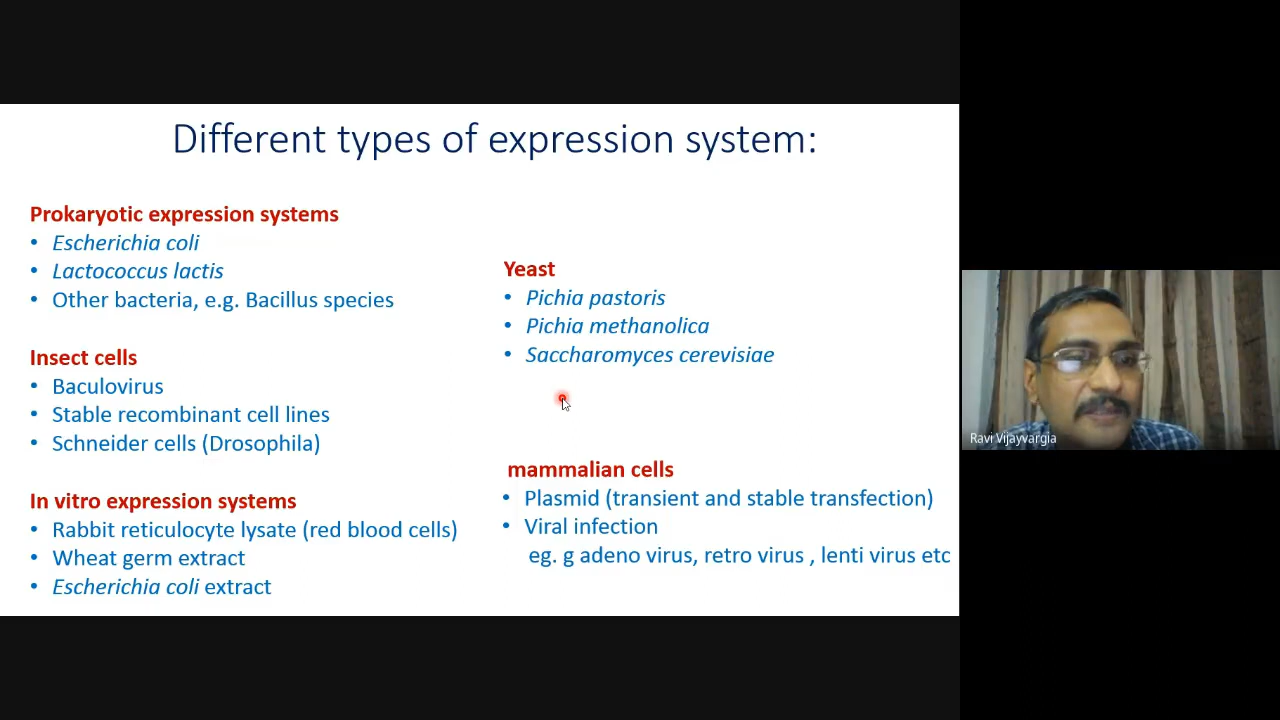 Different types of expression system:
Prokaryotic expression systems
• Escherichia coli
• Lactococcus lactis
• Other bacteria, e.g. Bacillus species
Insect cells
• Baculovirus
• Stable recombinant cell lines
• Schneider cells (Drosophila)
In vitro expression systems
• Rabbit reticulocyte lysate (red blood cells)
• Wheat germ extract
• Escherichia coli extract
Yeast
• Pichia pastoris
• Pichia methanolica
• Saccharomyces cerevisiae
mammalian cells
• Plasmid (transient and stable transfection)
• Viral infection
eg. g adeno virus, retro virus , lenti virus etc
Ravi Vijayvargia